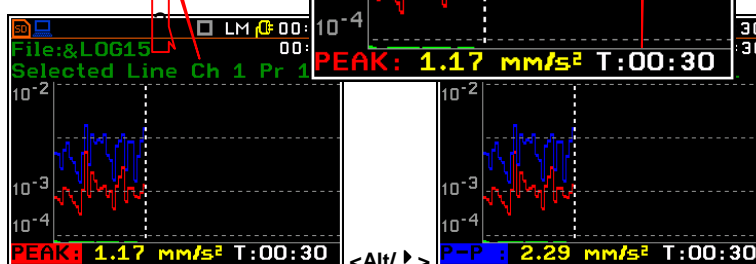 SD LM 00:
File:&LOG15 00:
Selected Line Ch 1 Pr 1
10-2
10-3
10-4
PEAK: 1.17 mm/s² T:00:30
10-4
PEAK: 1.17 mm/s² T:00:30
<Alt/ >
10-2
10-3
10-4
P-P : 2.29 mm/s² T:00:30